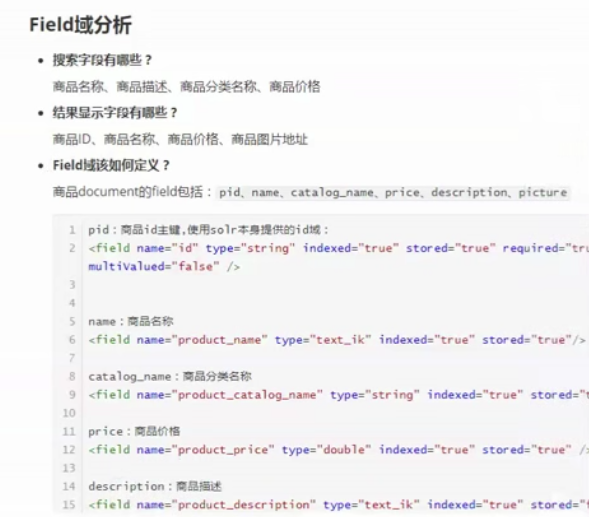 Field域分析
• 搜索字段有哪些？
商品名称、商品描述、商品分类名称、商品价格
• 结果显示字段有哪些？
商品ID、商品名称、商品价格、商品图片地址
• Field域该如何定义？
商品document的field包括：pid、name、catalog_name、price、description、picture
1 pid：商品id主键,使用solr本身提供的id域：
2 <field name="id" type="string" indexed="true" stored="true" required="tru
multiValued="false" />
3
4
5 name：商品名称
6 <field name="product_name" type="text_ik" indexed="true" stored="true"/>
7
8 catalog_name：商品分类名称
9 <field name="product_catalog_name" type="string" indexed="true" stored="t
10
11 price：商品价格
12 <field name="product_price" type="double" indexed="true" stored="true" />
13
14 description：商品描述
15 <field name="product_description" type="text_ik" indexed="true" stored="f